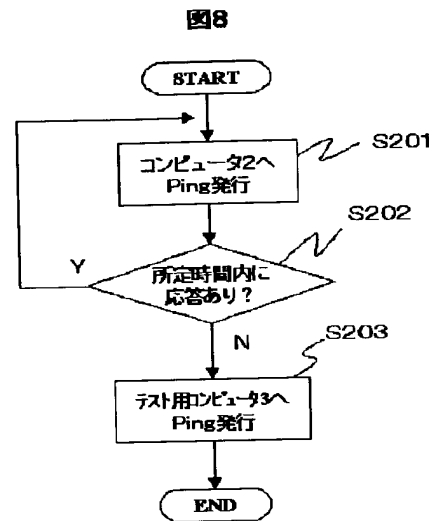 図8
START
コンピュータ2へ
Ping発行
S201
S202
所定時間内に
応答あり？
Y
N
S203
テスト用コンピュータ3へ
Ping発行
END